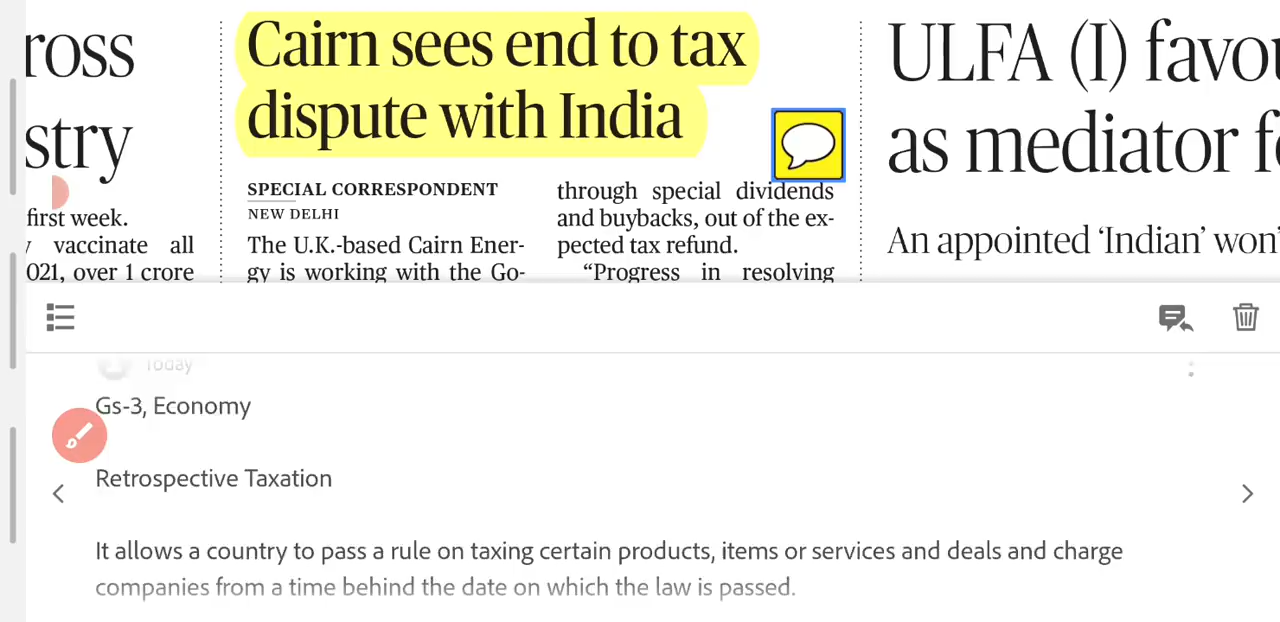 ross
stry
first week.
vaccinate all
021, over 1 crore
Cairn sees end to tax
dispute with India
SPECIAL CORRESPONDENT
NEW DELHI
The U.K.-based Cairn Ener-
gy is working with the Go-
through special dividends
and buybacks, out of the ex-
pected tax refund.
“Progress in resolving
ULFA (I) favou
as mediator fo
An appointed ‘Indian’ won’
Today
Gs-3, Economy
Retrospective Taxation
It allows a country to pass a rule on taxing certain products, items or services and deals and charge
companies from a time behind the date on which the law is passed.